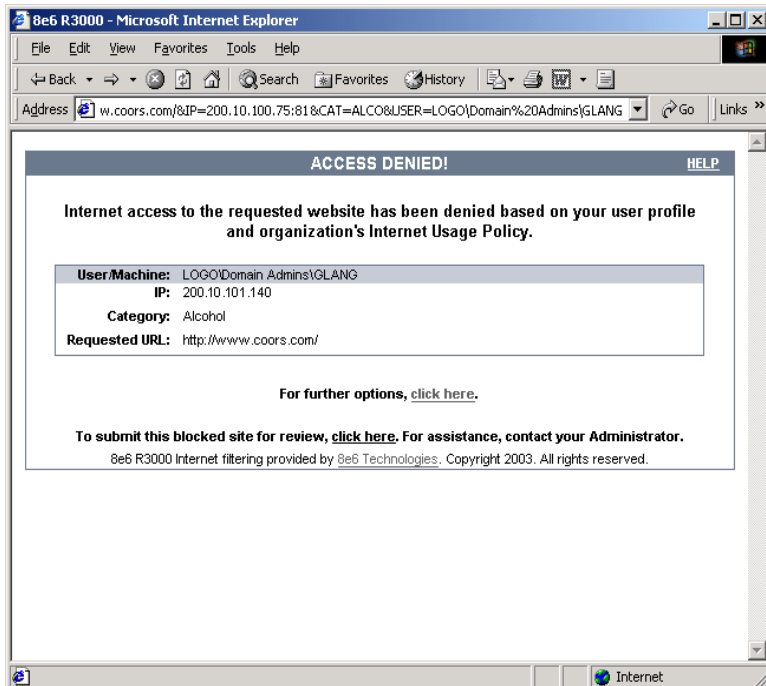 8e6 R3000 - Microsoft Internet Explorer
File Edit View Favorites Tools Help
Back Search Favorites History
Address w.coors.com/&IP=200.10.100.75:81&CAT=ALCO&USER=LOGO\Domain%20Admins\GLANG Go Links »
ACCESS DENIED! HELP
Internet access to the requested website has been denied based on your user profile
and organization's Internet Usage Policy.
User/Machine: LOGO\Domain Admins\GLANG
IP: 200.10.101.140
Category: Alcohol
Requested URL: http://www.coors.com/
For further options, click here.
To submit this blocked site for review, click here. For assistance, contact your Administrator.
8e6 R3000 Internet filtering provided by 8e6 Technologies. Copyright 2003. All rights reserved.
Internet